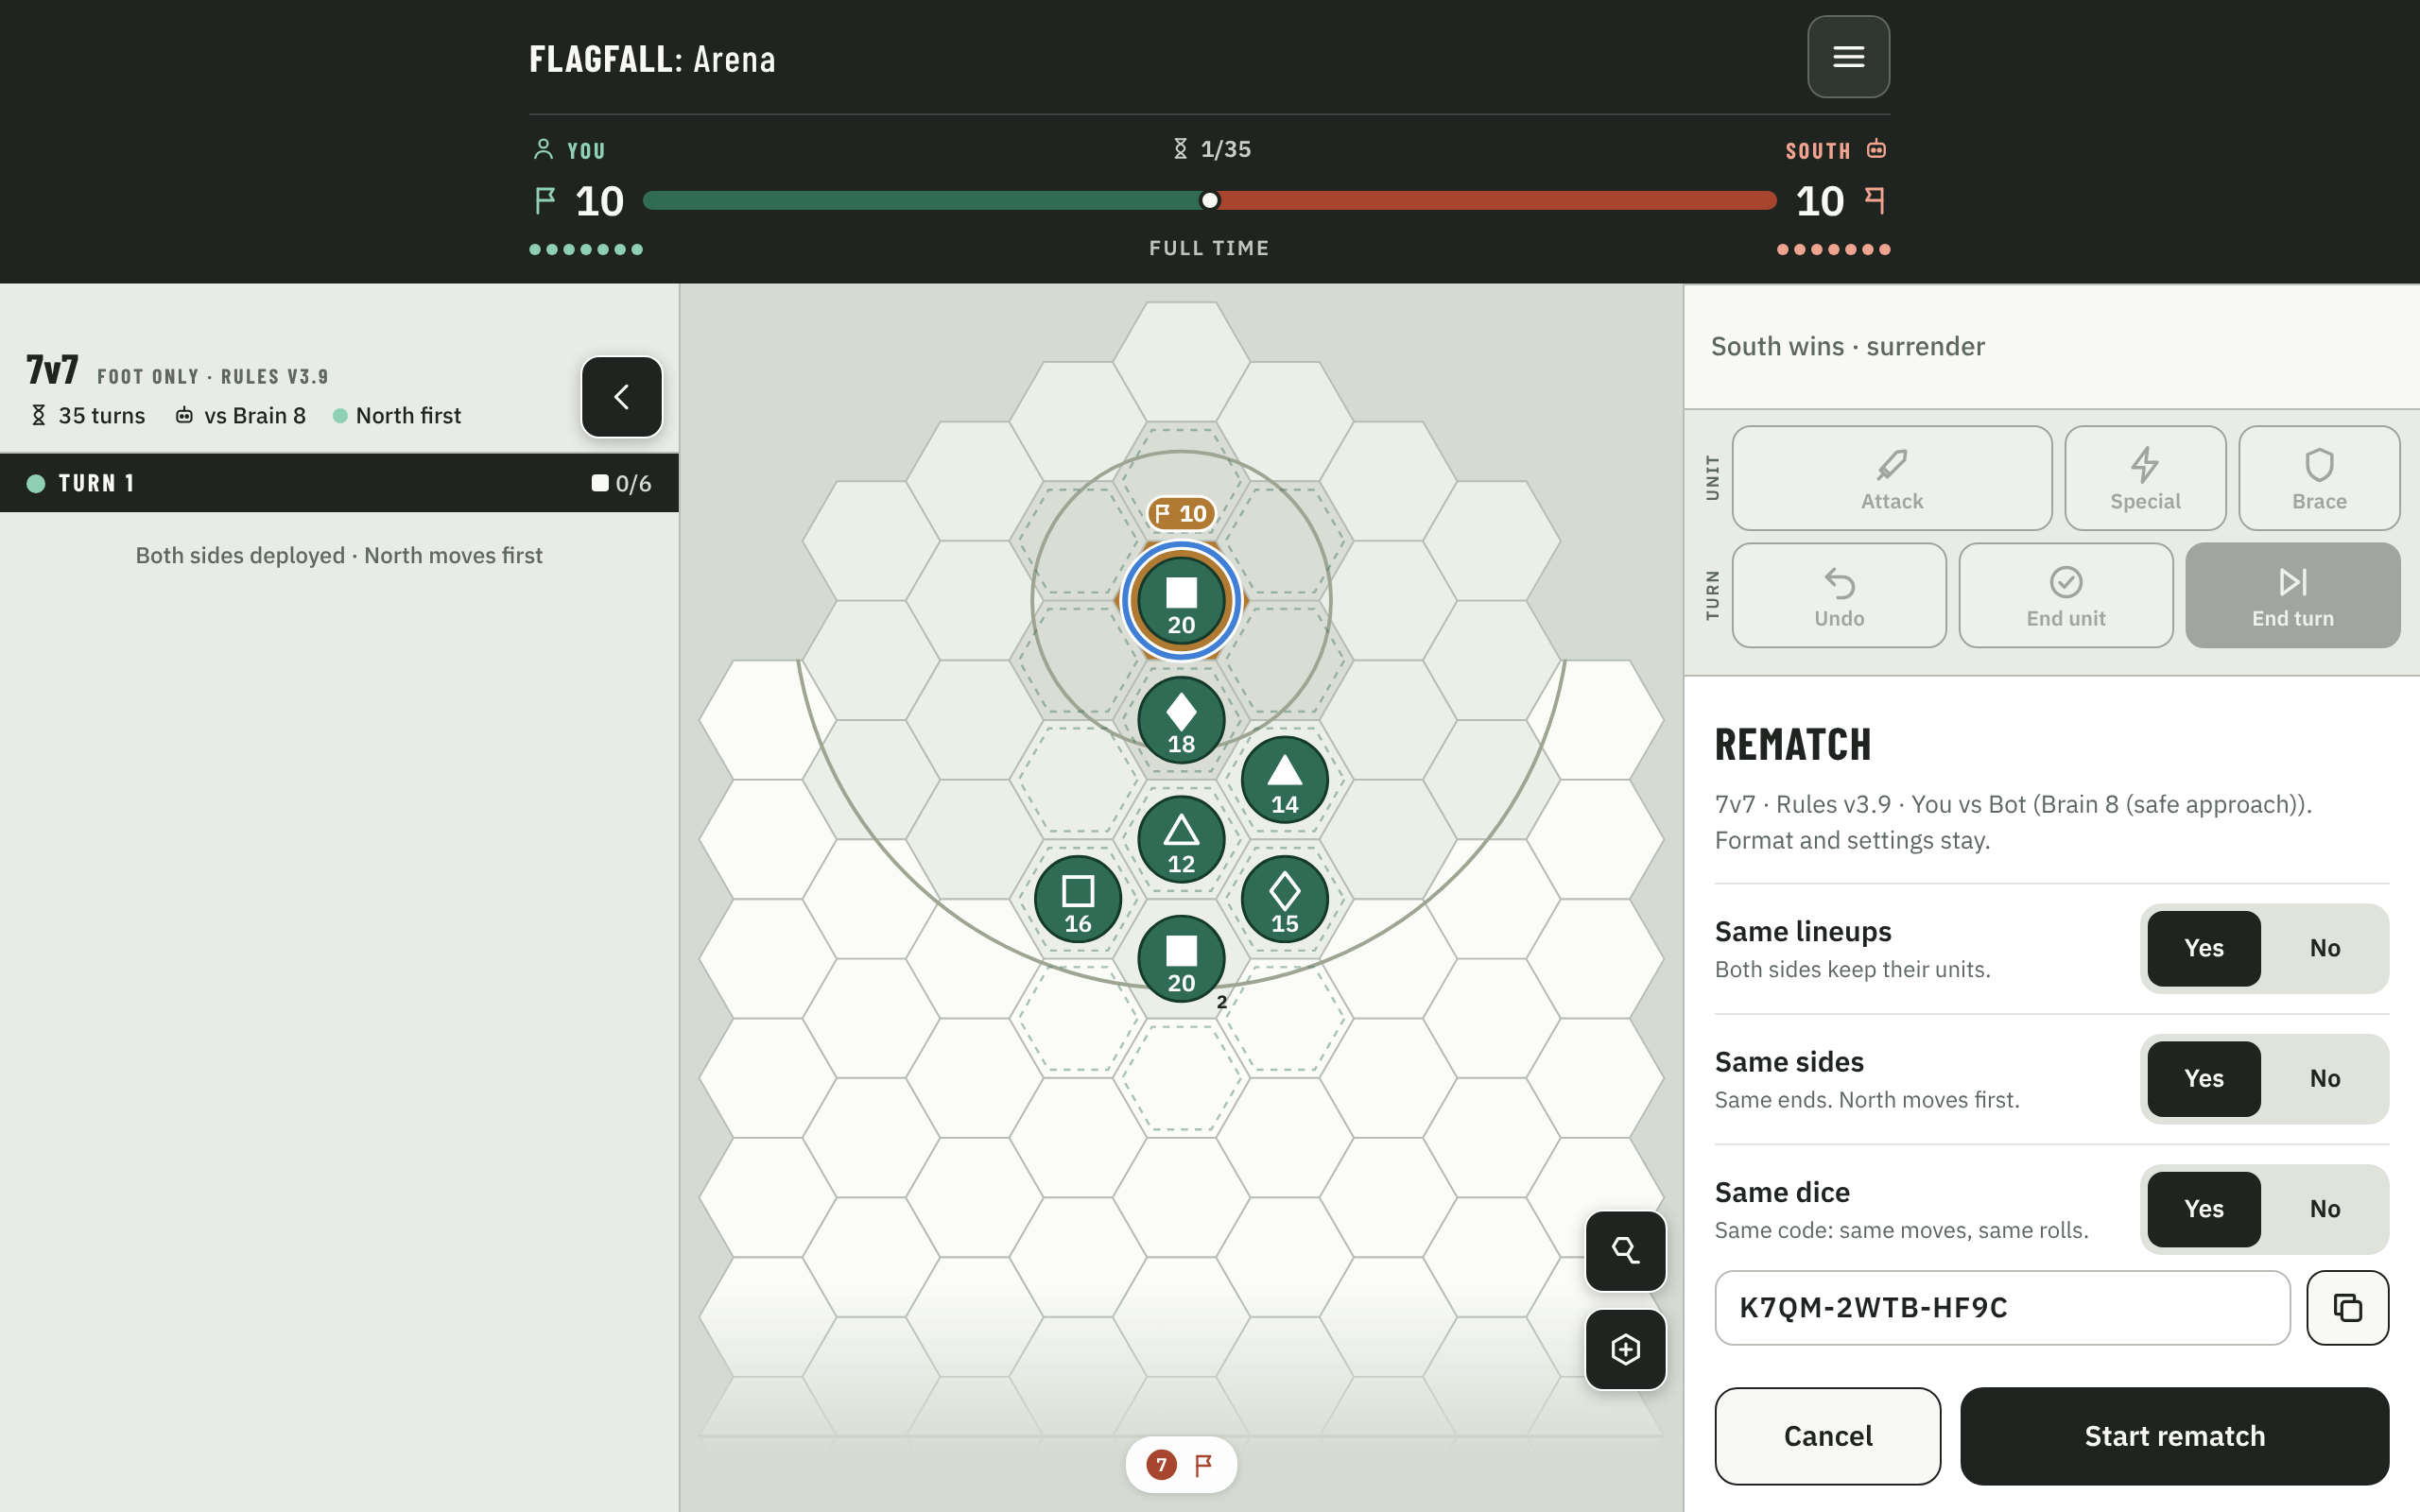 FLAGFALL: Arena
YOU
1/35
SOUTH
10
10
FULL TIME
7v7 FOOT ONLY · RULES V3.9
35 turns vs Brain 8 North first
TURN 1 0/6
Both sides deployed · North moves first
10
20
18
14
12
16
15
20
2
7
South wins · surrender
UNIT
Attack
Special
Brace
TURN
Undo
End unit
End turn
REMATCH
7v7 · Rules v3.9 · You vs Bot (Brain 8 (safe approach)).
Format and settings stay.
Same lineups
Both sides keep their units.
Yes No
Same sides
Same ends. North moves first.
Yes No
Same dice
Same code: same moves, same rolls.
Yes No
K7QM-2WTB-HF9C
Cancel
Start rematch